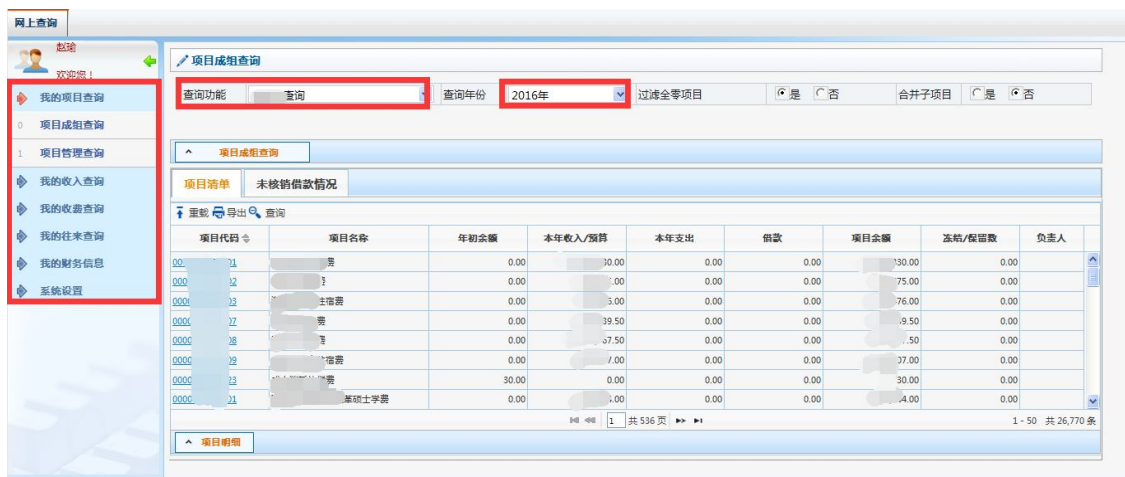 网上查询
赵瑜
欢迎您！
项目成组查询
我的项目查询
查询功能 查询 查询年份 2016年 过滤全零项目 是 否 合并子项目 是 否
0 项目成组查询
1 项目管理查询
项目成组查询
我的收入查询
项目清单 未核销借款情况
我的收费查询
重载 导出 查询
我的往来查询
项目代码 项目名称 年初余额 本年收入/预算 本年支出 借款 项目余额 冻结/保留数 负责人
我的财务信息
0.00 0.00 0.00 0.00
系统设置
0.00 0.00 0.00 75.00 0.00
住宿费 0.00 0.00 0.00 76.00 0.00
费 0.00 39.50 0.00 0.00 0.00
0.00 0.00 0.00 0.00
宿费 0.00 0.00 0.00 07.00 0.00
30.00 0.00 0.00 0.00 30.00 0.00
革硕士学费 0.00 0.00 0.00 0.00
1 共 536 页
1 - 50 共 26,770 条
项目明细